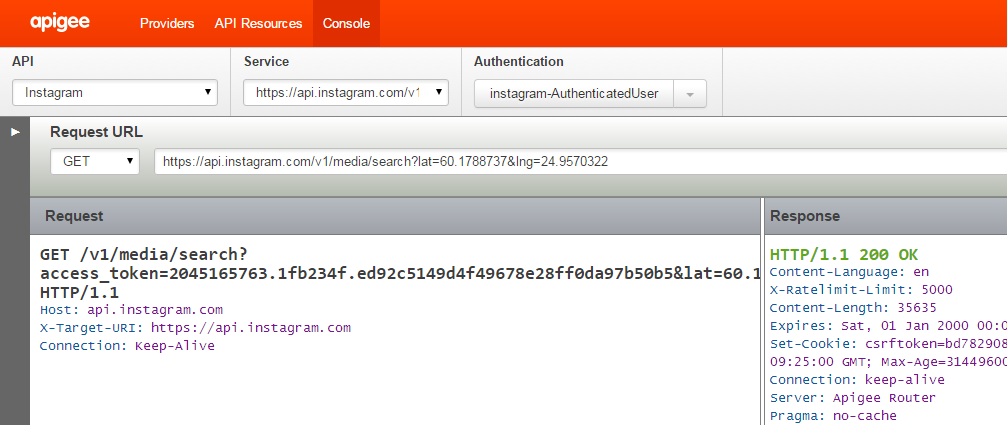 apigee Providers API Resources Console
API Service Authentication
Instagram https://api.instagram.com/v1 instagram-AuthenticatedUser
Request URL
GET https://api.instagram.com/v1/media/search?lat=60.1788737&lng=24.9570322
Request
GET /v1/media/search?
access_token=2045165763.1fb234f.ed92c5149d4f49678e28ff0da97b50b5&lat=60.1
HTTP/1.1
Host: api.instagram.com
X-Target-URI: https://api.instagram.com
Connection: Keep-Alive
Response
HTTP/1.1 200 OK
Content-Language: en
X-Ratelimit-Limit: 5000
Content-Length: 35635
Expires: Sat, 01 Jan 2000 00:0
Set-Cookie: csrftoken=bd782908
09:25:00 GMT; Max-Age=31449600
Connection: keep-alive
Server: Apigee Router
Pragma: no-cache